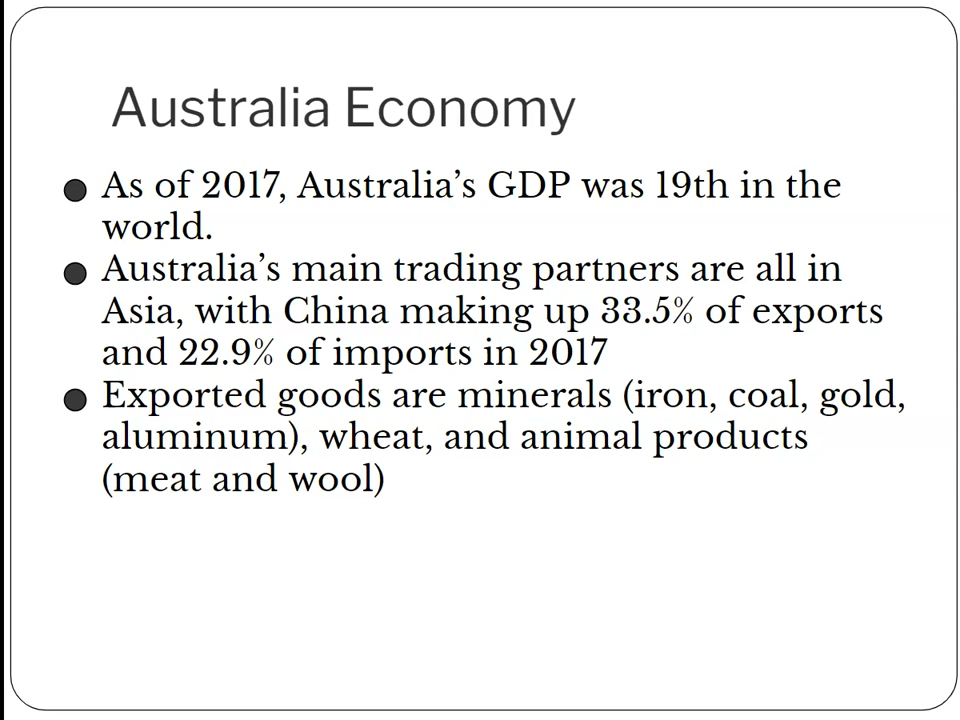 Australia Economy
● As of 2017, Australia’s GDP was 19th in the
world.
● Australia’s main trading partners are all in
Asia, with China making up 33.5% of exports
and 22.9% of imports in 2017
● Exported goods are minerals (iron, coal, gold,
aluminum), wheat, and animal products
(meat and wool)